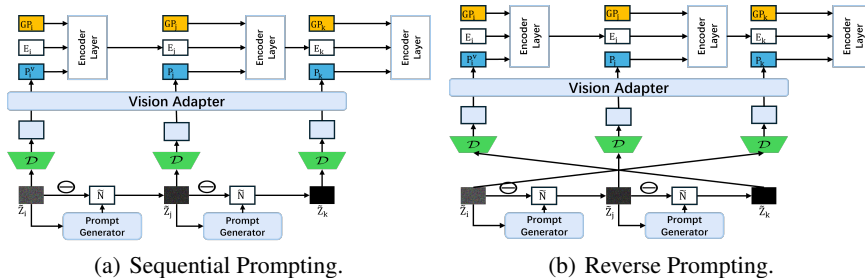 GP_i GP_j GP_k
E_i E_j E_k
P_i^v P_j P_k
Encoder Layer Encoder Layer Encoder Layer
Vision Adapter
D D D
⊖ Ñ ⊖ Ñ
Z̃_i Z̃_j Z̃_k
Prompt Generator Prompt Generator
(a) Sequential Prompting.
GP_i GP_j GP_k
E_i E_j E_k
P_i^v P_j P_k
Encoder Layer Encoder Layer Encoder Layer
Vision Adapter
D D D
⊖ Ñ ⊖ Ñ
Z̃_i Z̃_j Z̃_k
Prompt Generator Prompt Generator
(b) Reverse Prompting.